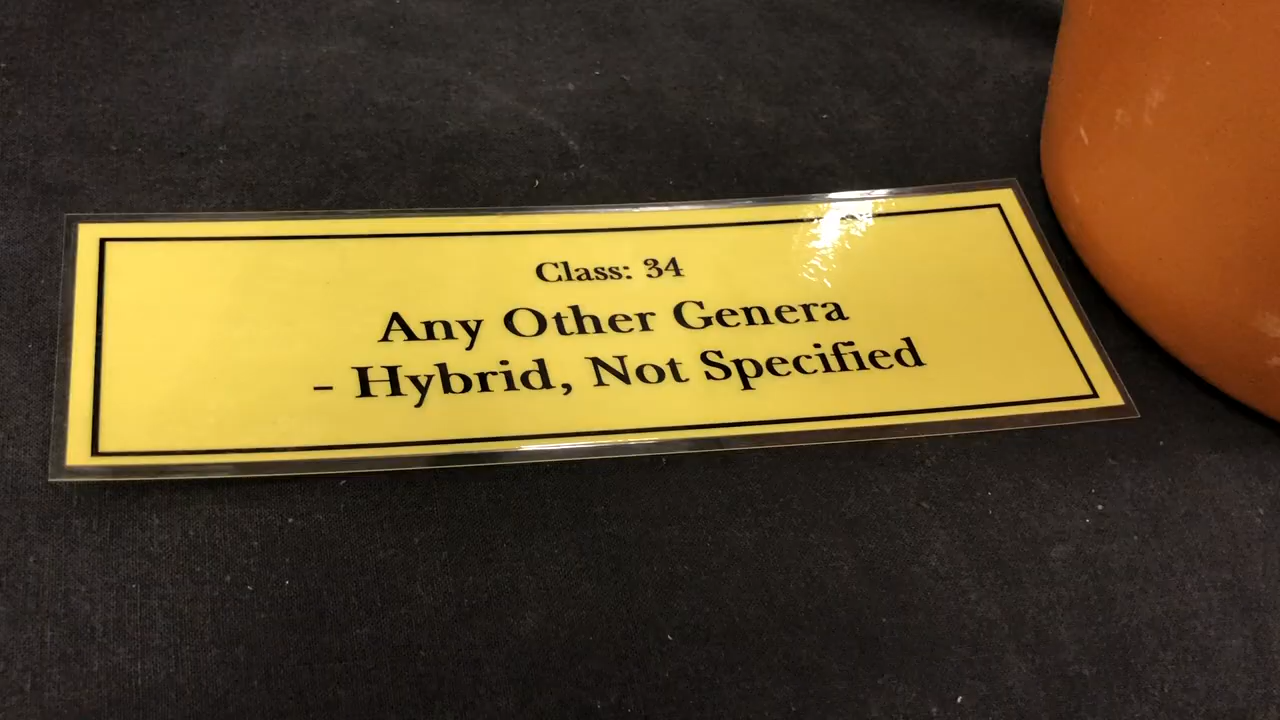 Class: 34
Any Other Genera
- Hybrid, Not Specified